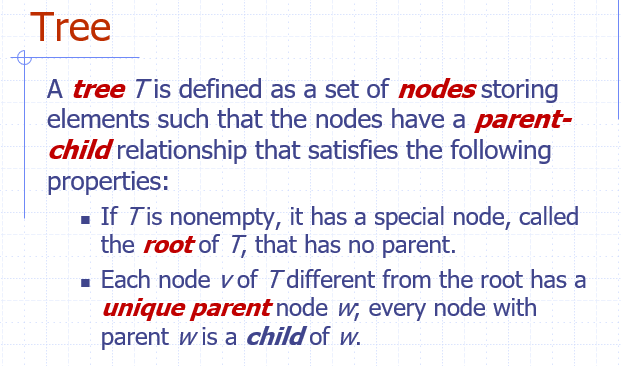 Tree
A tree T is defined as a set of nodes storing
elements such that the nodes have a parent-
child relationship that satisfies the following
properties:
■ If T is nonempty, it has a special node, called
the root of T, that has no parent.
■ Each node v of T different from the root has a
unique parent node w; every node with
parent w is a child of w.